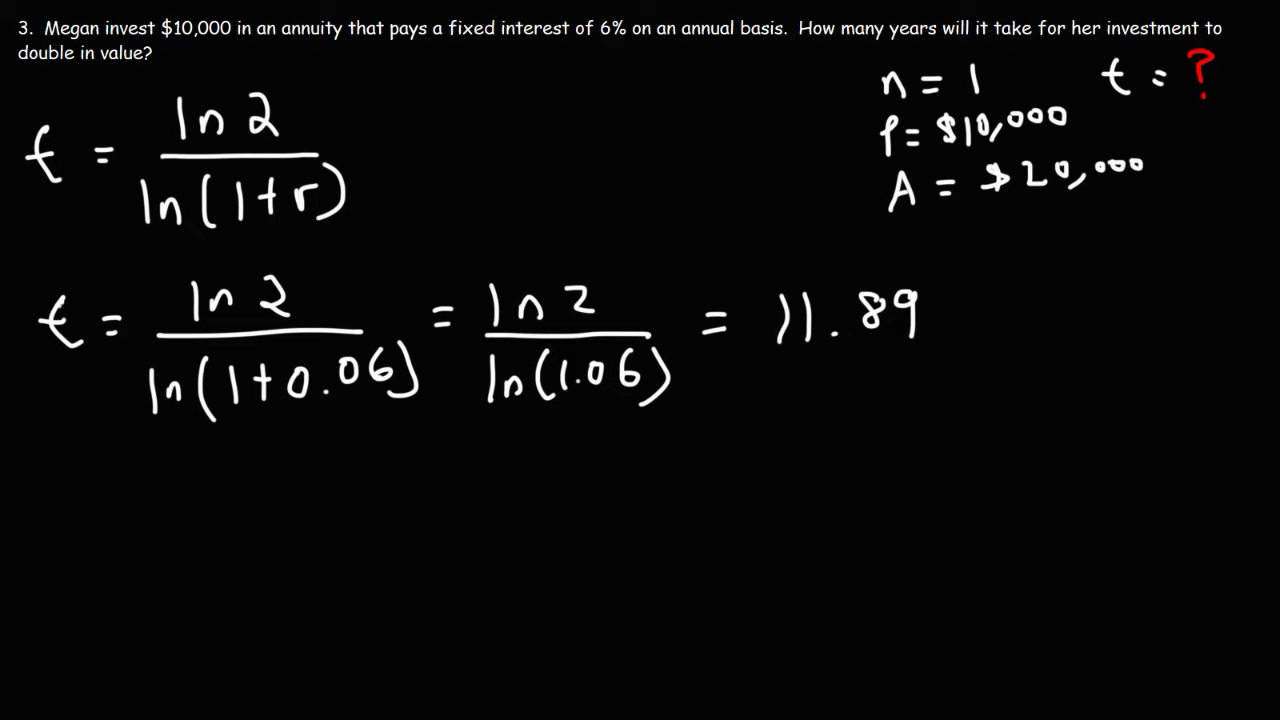 3. Megan invest $10,000 in an annuity that pays a fixed interest of 6% on an annual basis. How many years will it take for her investment to
double in value?
n = 1 t = ?
P = $10,000
A = $20,000
t = ln 2 / ln(1+r)
t = ln 2 / ln(1+0.06) = ln 2 / ln(1.06) = 11.89